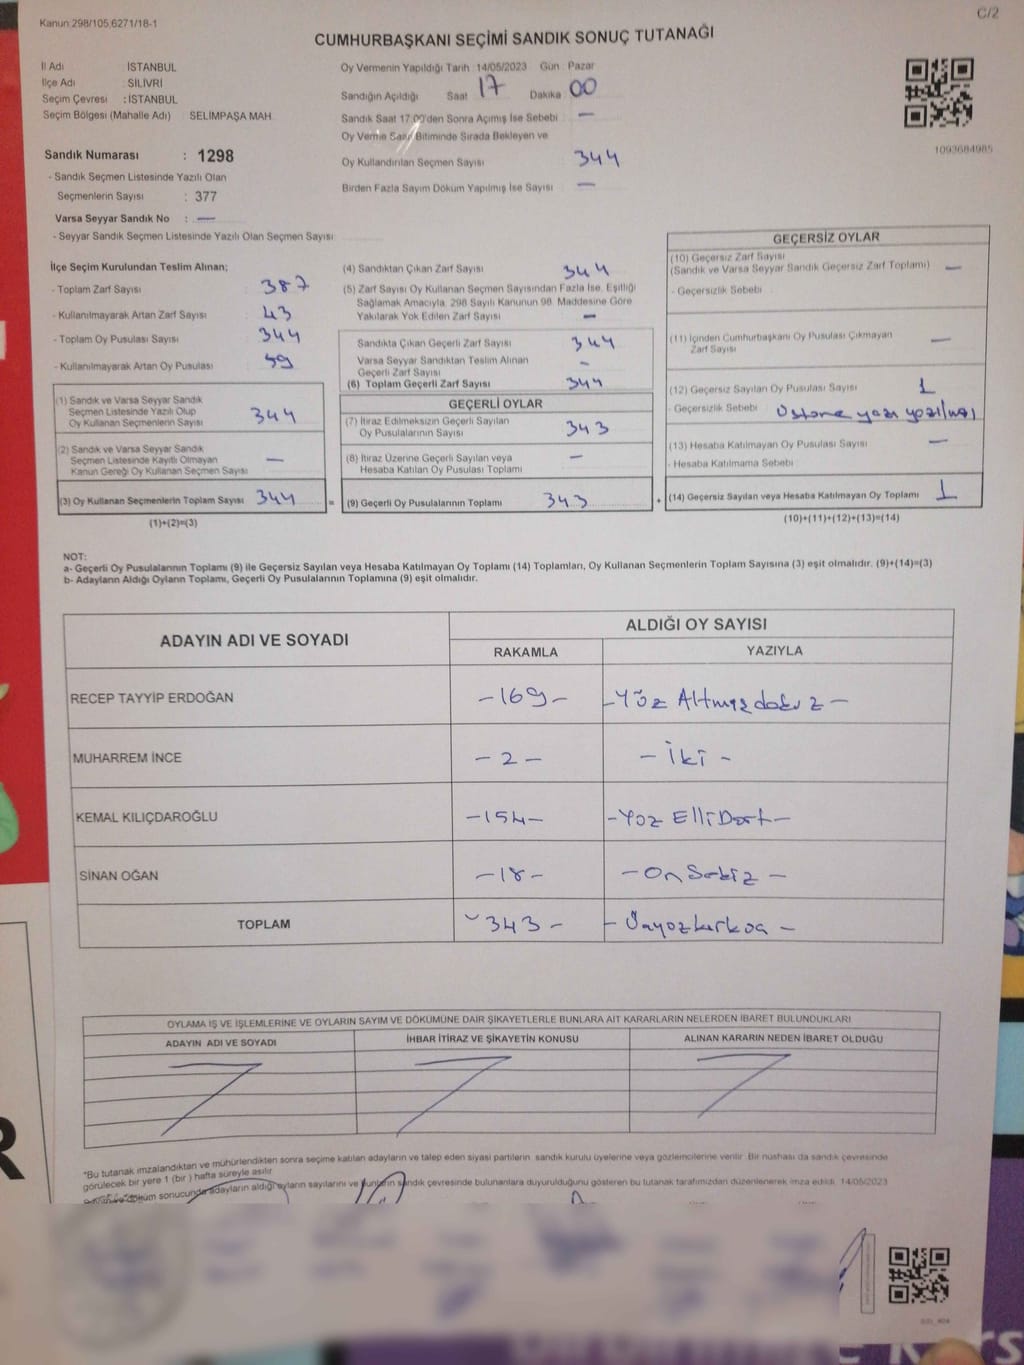 Kanun 298/105,6271/18-1
C/2
CUMHURBAŞKANI SEÇİMİ SANDIK SONUÇ TUTANAĞI
İl Adı : İSTANBUL
İlçe Adı : SİLİVRİ
Seçim Çevresi : İSTANBUL
Seçim Bölgesi (Mahalle Adı) SELİMPAŞA MAH.
Sandık Numarası : 1298
- Sandık Seçmen Listesinde Yazılı Olan
Seçmenlerin Sayısı : 377
Varsa Seyyar Sandık No : —
- Seyyar Sandık Seçmen Listesinde Yazılı Olan Seçmen Sayısı
Oy Vermenin Yapıldığı Tarih : 14/05/2023 Gün : Pazar
Sandığın Açıldığı Saat 17 Dakika 00
Sandık Saat 17.00'den Sonra Açımış İse Sebebi —
Oy Verme Saati Bitiminde Sırada Bekleyen ve
Oy Kullandırılan Seçmen Sayısı 344
Birden Fazla Sayım Döküm Yapılmış İse Sayısı —
1093684985
İlçe Seçim Kurulundan Teslim Alınan;
- Toplam Zarf Sayısı : 387
- Kullanılmayarak Artan Zarf Sayısı : 43
- Toplam Oy Pusulası Sayısı : 344
- Kullanılmayarak Artan Oy Pusulası :
(1) Sandık ve Varsa Seyyar Sandık
Seçmen Listesinde Yazılı Olup
Oy Kullanan Seçmenlerin Sayısı 344
(2) Sandık ve Varsa Seyyar Sandık
Seçmen Listesinde Kayıtlı Olmayan
Kanun Gereği Oy Kullanan Seçmen Sayısı —
(3) Oy Kullanan Seçmenlerin Toplam Sayısı 344
(1)+(2)=(3)
=
(4) Sandıktan Çıkan Zarf Sayısı 344
(5) Zarf Sayısı Oy Kullanan Seçmen Sayısından Fazla İse, Eşitliği
Sağlamak Amacıyla, 298 Sayılı Kanunun 98. Maddesine Göre
Yakılarak Yok Edilen Zarf Sayısı —
Sandıkta Çıkan Geçerli Zarf Sayısı 344
Varsa Seyyar Sandıktan Teslim Alınan
Geçerli Zarf Sayısı -
(6) Toplam Geçerli Zarf Sayısı 344
GEÇERLİ OYLAR
(7) İtiraz Edilmeksizin Geçerli Sayılan
Oy Pusulalarının Sayısı 343
(8) İtiraz Üzerine Geçerli Sayılan veya
Hesaba Katılan Oy Pusulası Toplamı —
(9) Geçerli Oy Pusulalarının Toplamı 343
+
GEÇERSİZ OYLAR
(10) Geçersiz Zarf Sayısı
(Sandık ve Varsa Seyyar Sandık Geçersiz Zarf Toplamı) —
- Geçersizlik Sebebi :
(11) İçinden Cumhurbaşkanı Oy Pusulası Çıkmayan
Zarf Sayısı —
(12) Geçersiz Sayılan Oy Pusulası Sayısı 1
- Geçersizlik Sebebi : Üstüne yazı yazılması
(13) Hesaba Katılmayan Oy Pusulası Sayısı —
- Hesaba Katılmama Sebebi
(14) Geçersiz Sayılan veya Hesaba Katılmayan Oy Toplamı 1
(10)+(11)+(12)+(13)=(14)
NOT:
a- Geçerli Oy Pusulalarının Toplamı (9) ile Geçersiz Sayılan veya Hesaba Katılmayan Oy Toplamı (14) Toplamları, Oy Kullanan Seçmenlerin Toplam Sayısına (3) eşit olmalıdır. (9)+(14)=(3)
b- Adayların Aldığı Oyların Toplamı, Geçerli Oy Pusulalarının Toplamına (9) eşit olmalıdır.
ADAYIN ADI VE SOYADI
ALDIĞI OY SAYISI
RAKAMLA YAZIYLA
RECEP TAYYİP ERDOĞAN -169- -Yüz Altmışdokuz-
MUHARREM İNCE -2- -İki-
KEMAL KILIÇDAROĞLU -154- -Yüz Elli Dört-
SİNAN OĞAN -18- -On Sekiz-
TOPLAM -343- -Üçyüzkırküç-
OYLAMA İŞ VE İŞLEMLERİNE VE OYLARIN SAYIM VE DÖKÜMÜNE DAİR ŞİKAYETLERLE BUNLARA AİT KARARLARIN NELERDEN İBARET BULUNDUKLARI
ADAYIN ADI VE SOYADI İHBAR İTİRAZ VE ŞİKAYETİN KONUSU ALINAN KARARIN NEDEN İBARET OLDUĞU
*Bu tutanak imzalandıktan ve mühürlendikten sonra seçime katılan adayların ve talep eden siyasi partilerin sandık kurulu üyelerine veya gözlemcilerine verilir. Bir nüshası da sandık çevresinde
görülecek bir yere 1 (bir) hafta süreyle asılır.
döküm sonucunda adayların aldığı oyların sayılarını ve bunların sandık çevresinde bulunanlara duyurulduğunu gösteren bu tutanak tarafımızdan düzenlenerek imza edildi. 14/05/2023